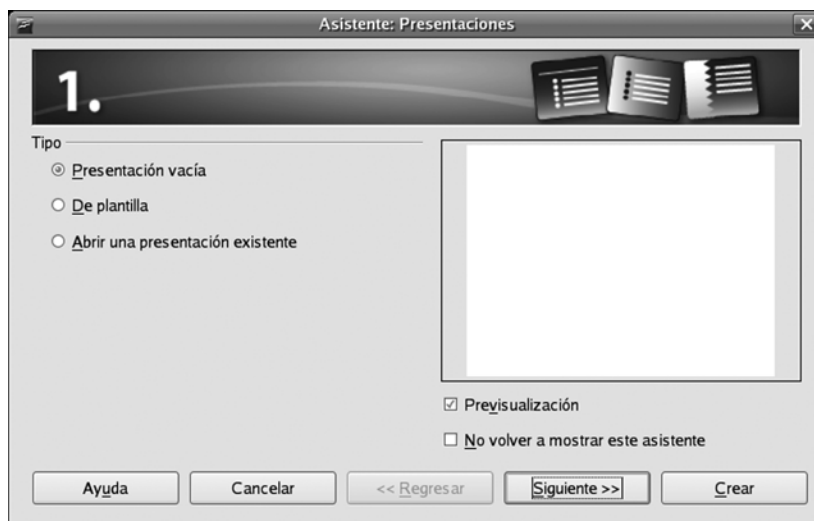 Asistente: Presentaciones
1.
Tipo
Presentación vacía
De plantilla
Abrir una presentación existente
Previsualización
No volver a mostrar este asistente
Ayuda Cancelar << Regresar Siguiente >> Crear